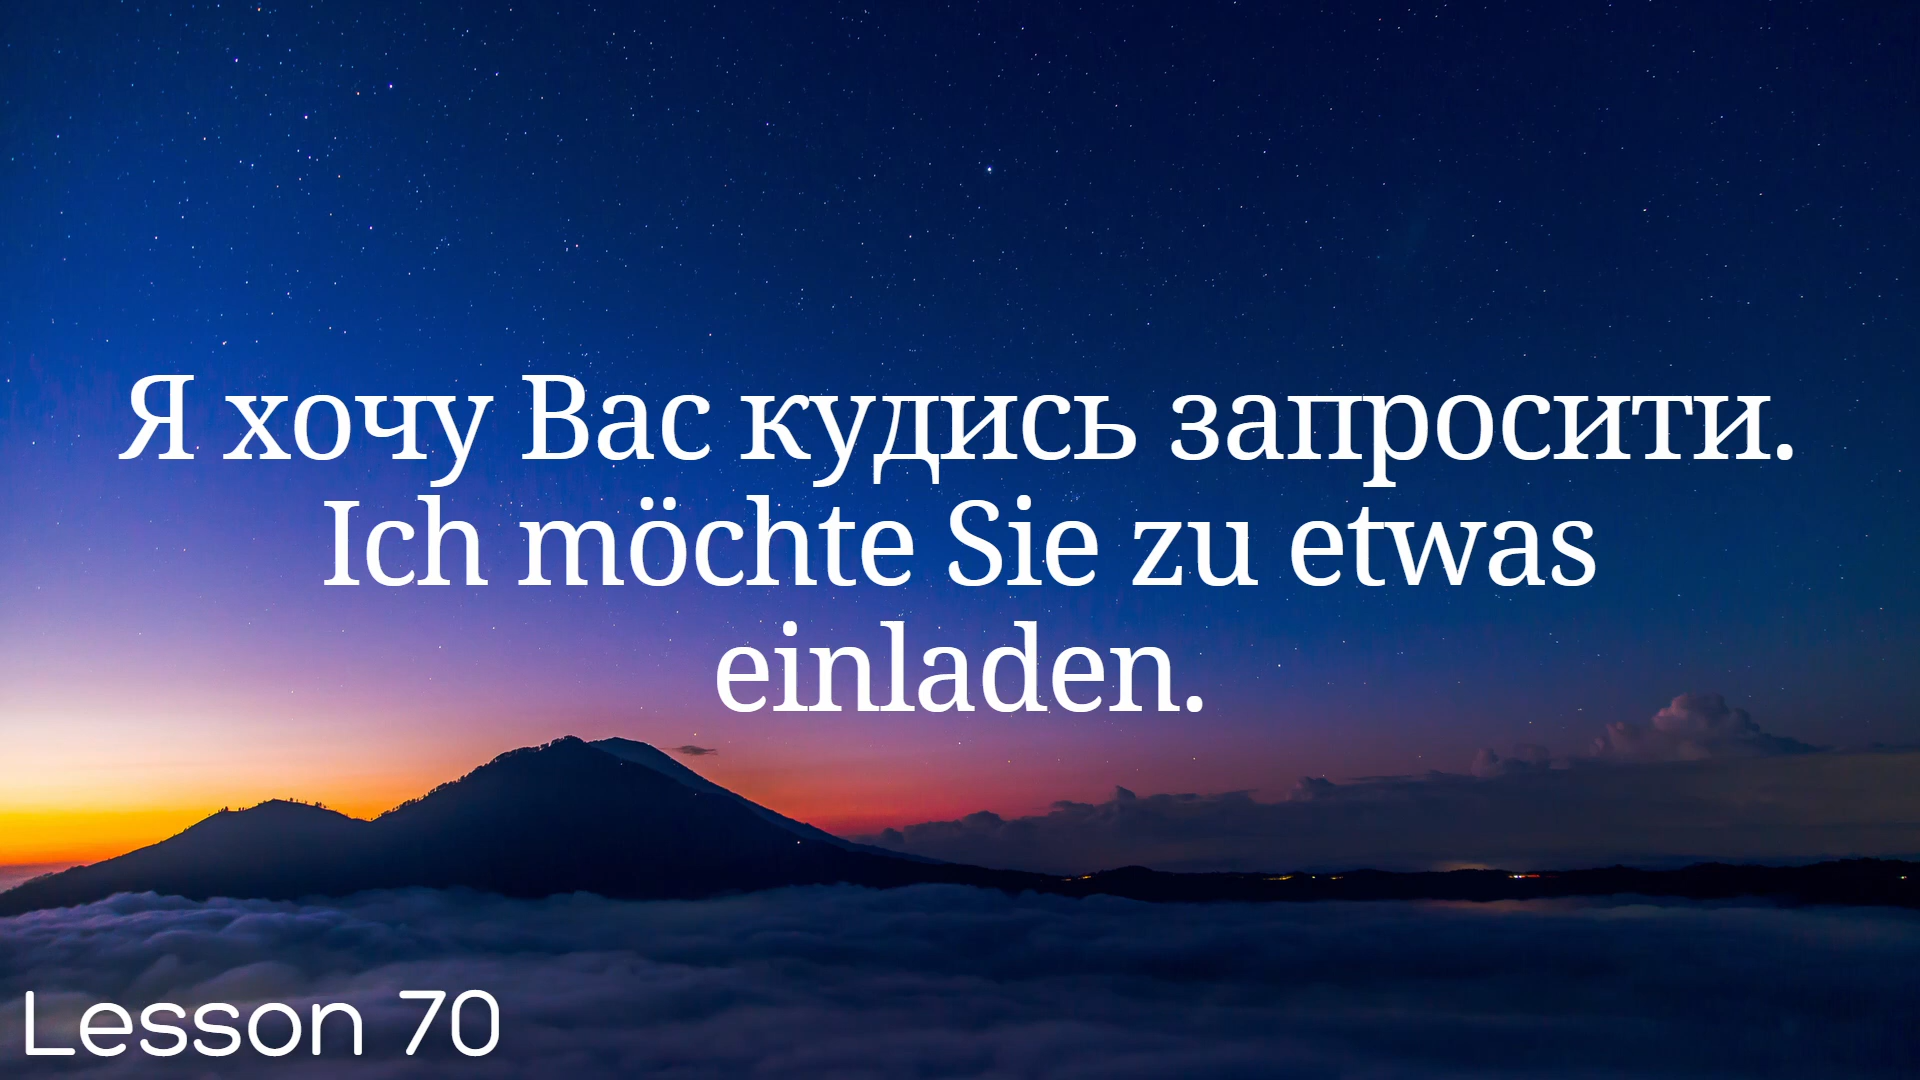 Я хочу Вас кудись запросити.
Ich möchte Sie zu etwas
einladen.
Lesson 70